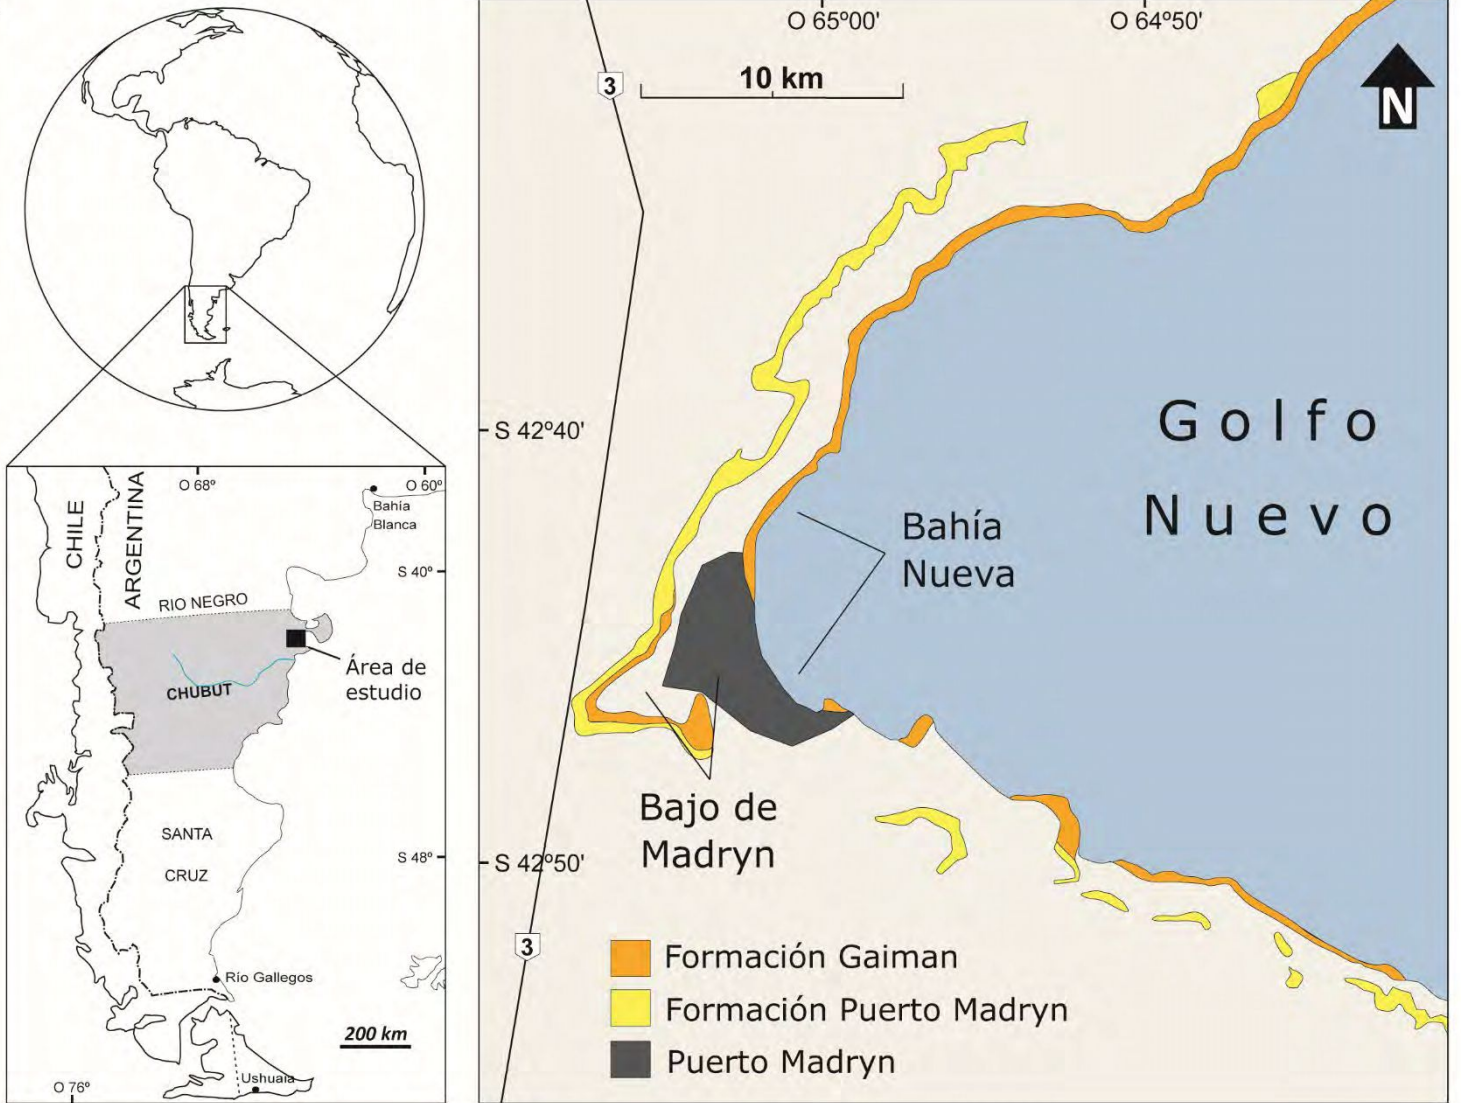 O 68º
O 60º
Bahía
Blanca
CHILE
ARGENTINA
S 40º
RIO NEGRO
Área de
estudio
CHUBUT
SANTA
CRUZ
S 48º
Río Gallegos
200 km
Ushuaia
O 76º
O 65º00'
O 64º50'
3
10 km
N
S 42º40'
Golfo
Nuevo
Bahía
Nueva
Bajo de
Madryn
S 42º50'
3
Formación Gaiman
Formación Puerto Madryn
Puerto Madryn